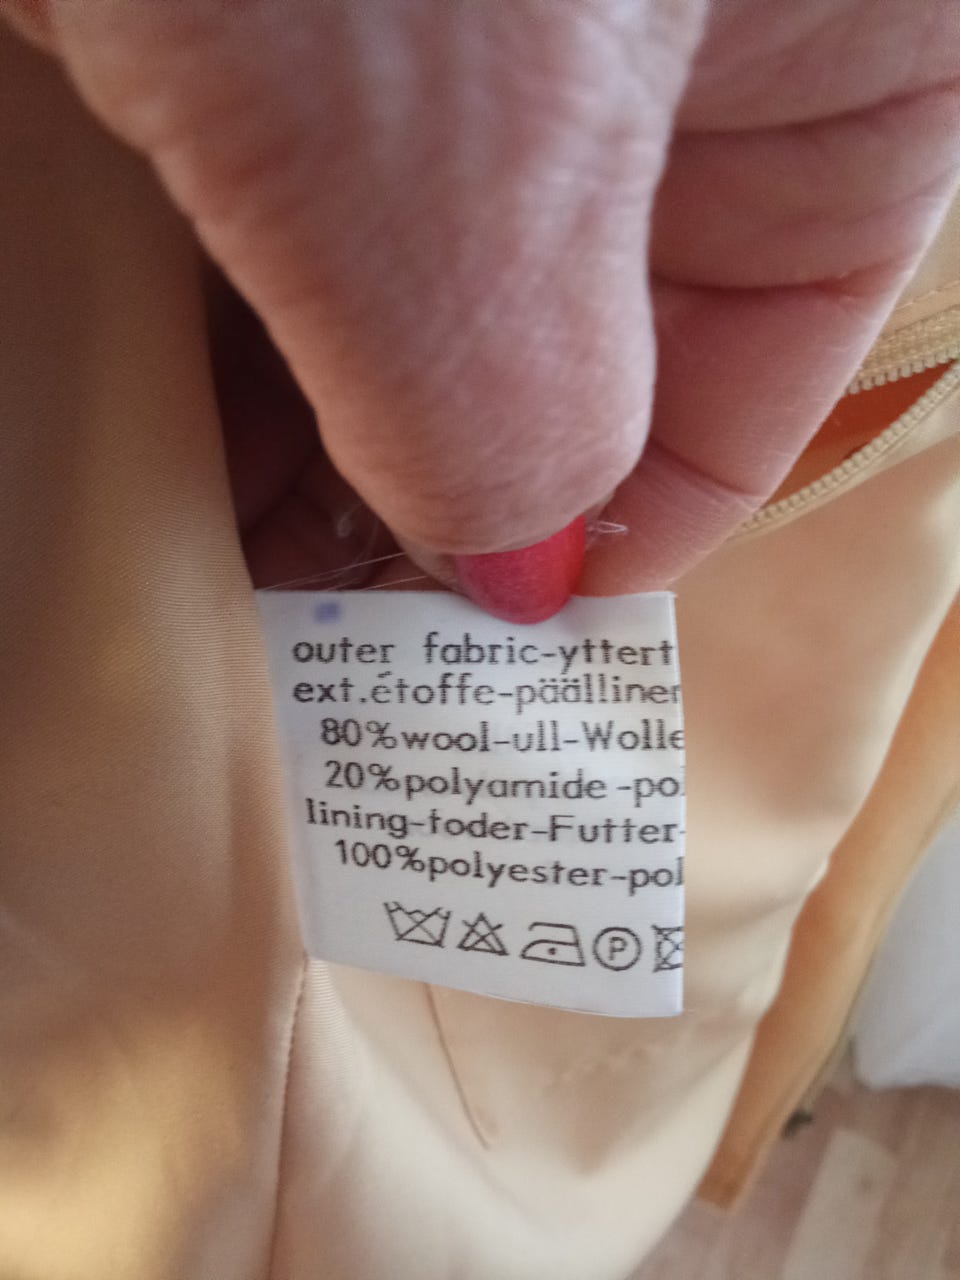 outer fabric-yttert
ext.étoffe-päälliner
80%wool-ull-Wolle
20%polyamide-po
lining-foder-Futter-
100%polyester-pol
P